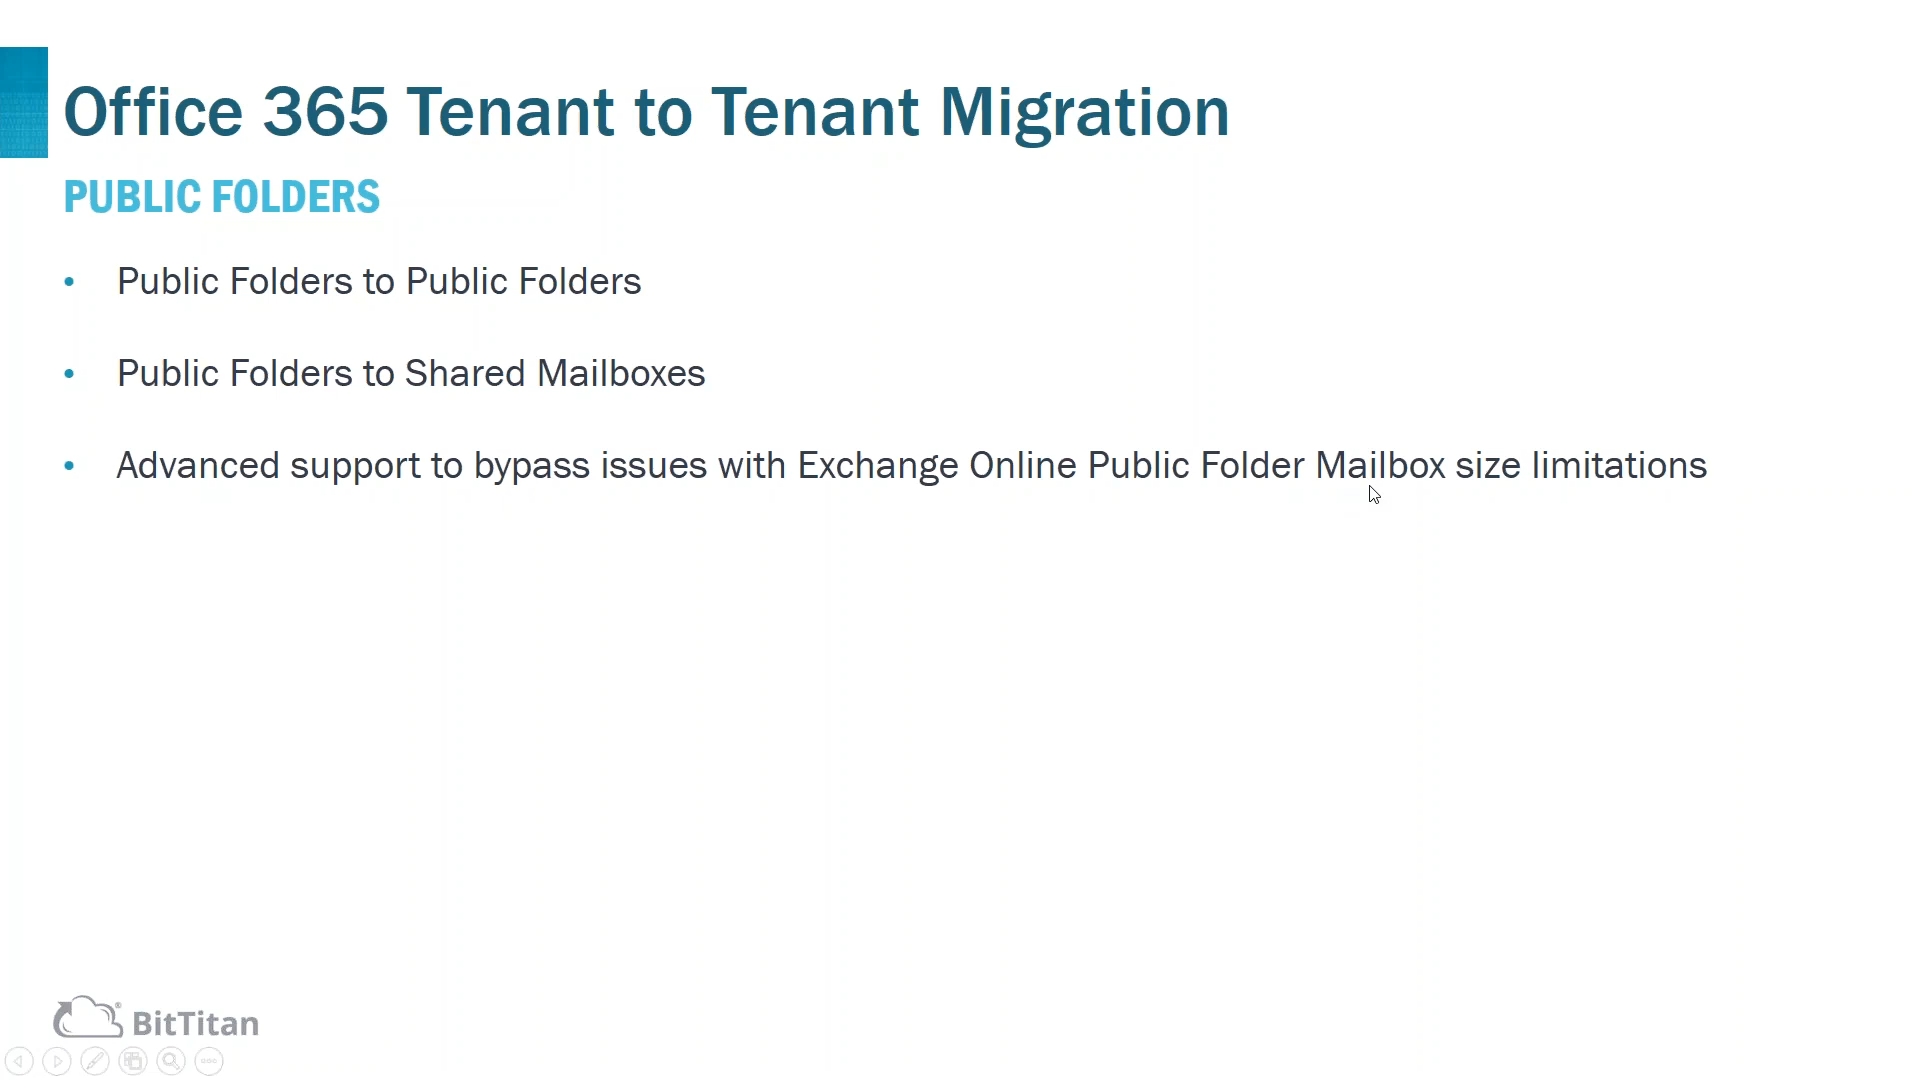 Office 365 Tenant to Tenant Migration
PUBLIC FOLDERS
• Public Folders to Public Folders
• Public Folders to Shared Mailboxes
• Advanced support to bypass issues with Exchange Online Public Folder Mailbox size limitations
BitTitan